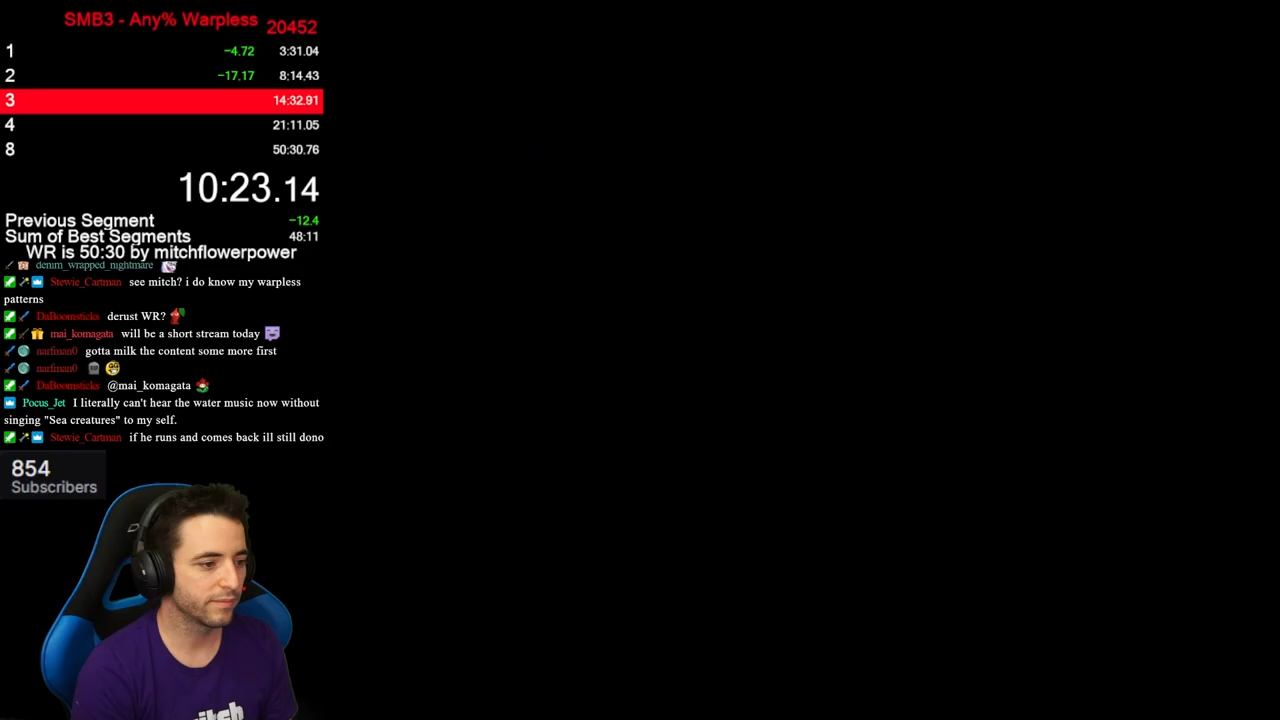 SMB3 - Any% Warpless 20452
1 -4.72 3:31.04
2 -17.17 8:14.43
3 14:32.91
4 21:11.05
8 50:30.76
10:23.14
Previous Segment -12.4
Sum of Best Segments 48:11
WR is 50:30 by mitchflowerpower
denim_wrapped_nightmare
Stewie_Cartman see mitch? i do know my warpless
patterns
DaBoomsticks derust WR?
mai_komagata will be a short stream today
narfman0 gotta milk the content some more first
narfman0
DaBoomsticks @mai_komagata
Pocus_Jet I literally can't hear the water music now without
singing "Sea creatures" to my self.
Stewie_Cartman if he runs and comes back ill still dono
854
Subscribers